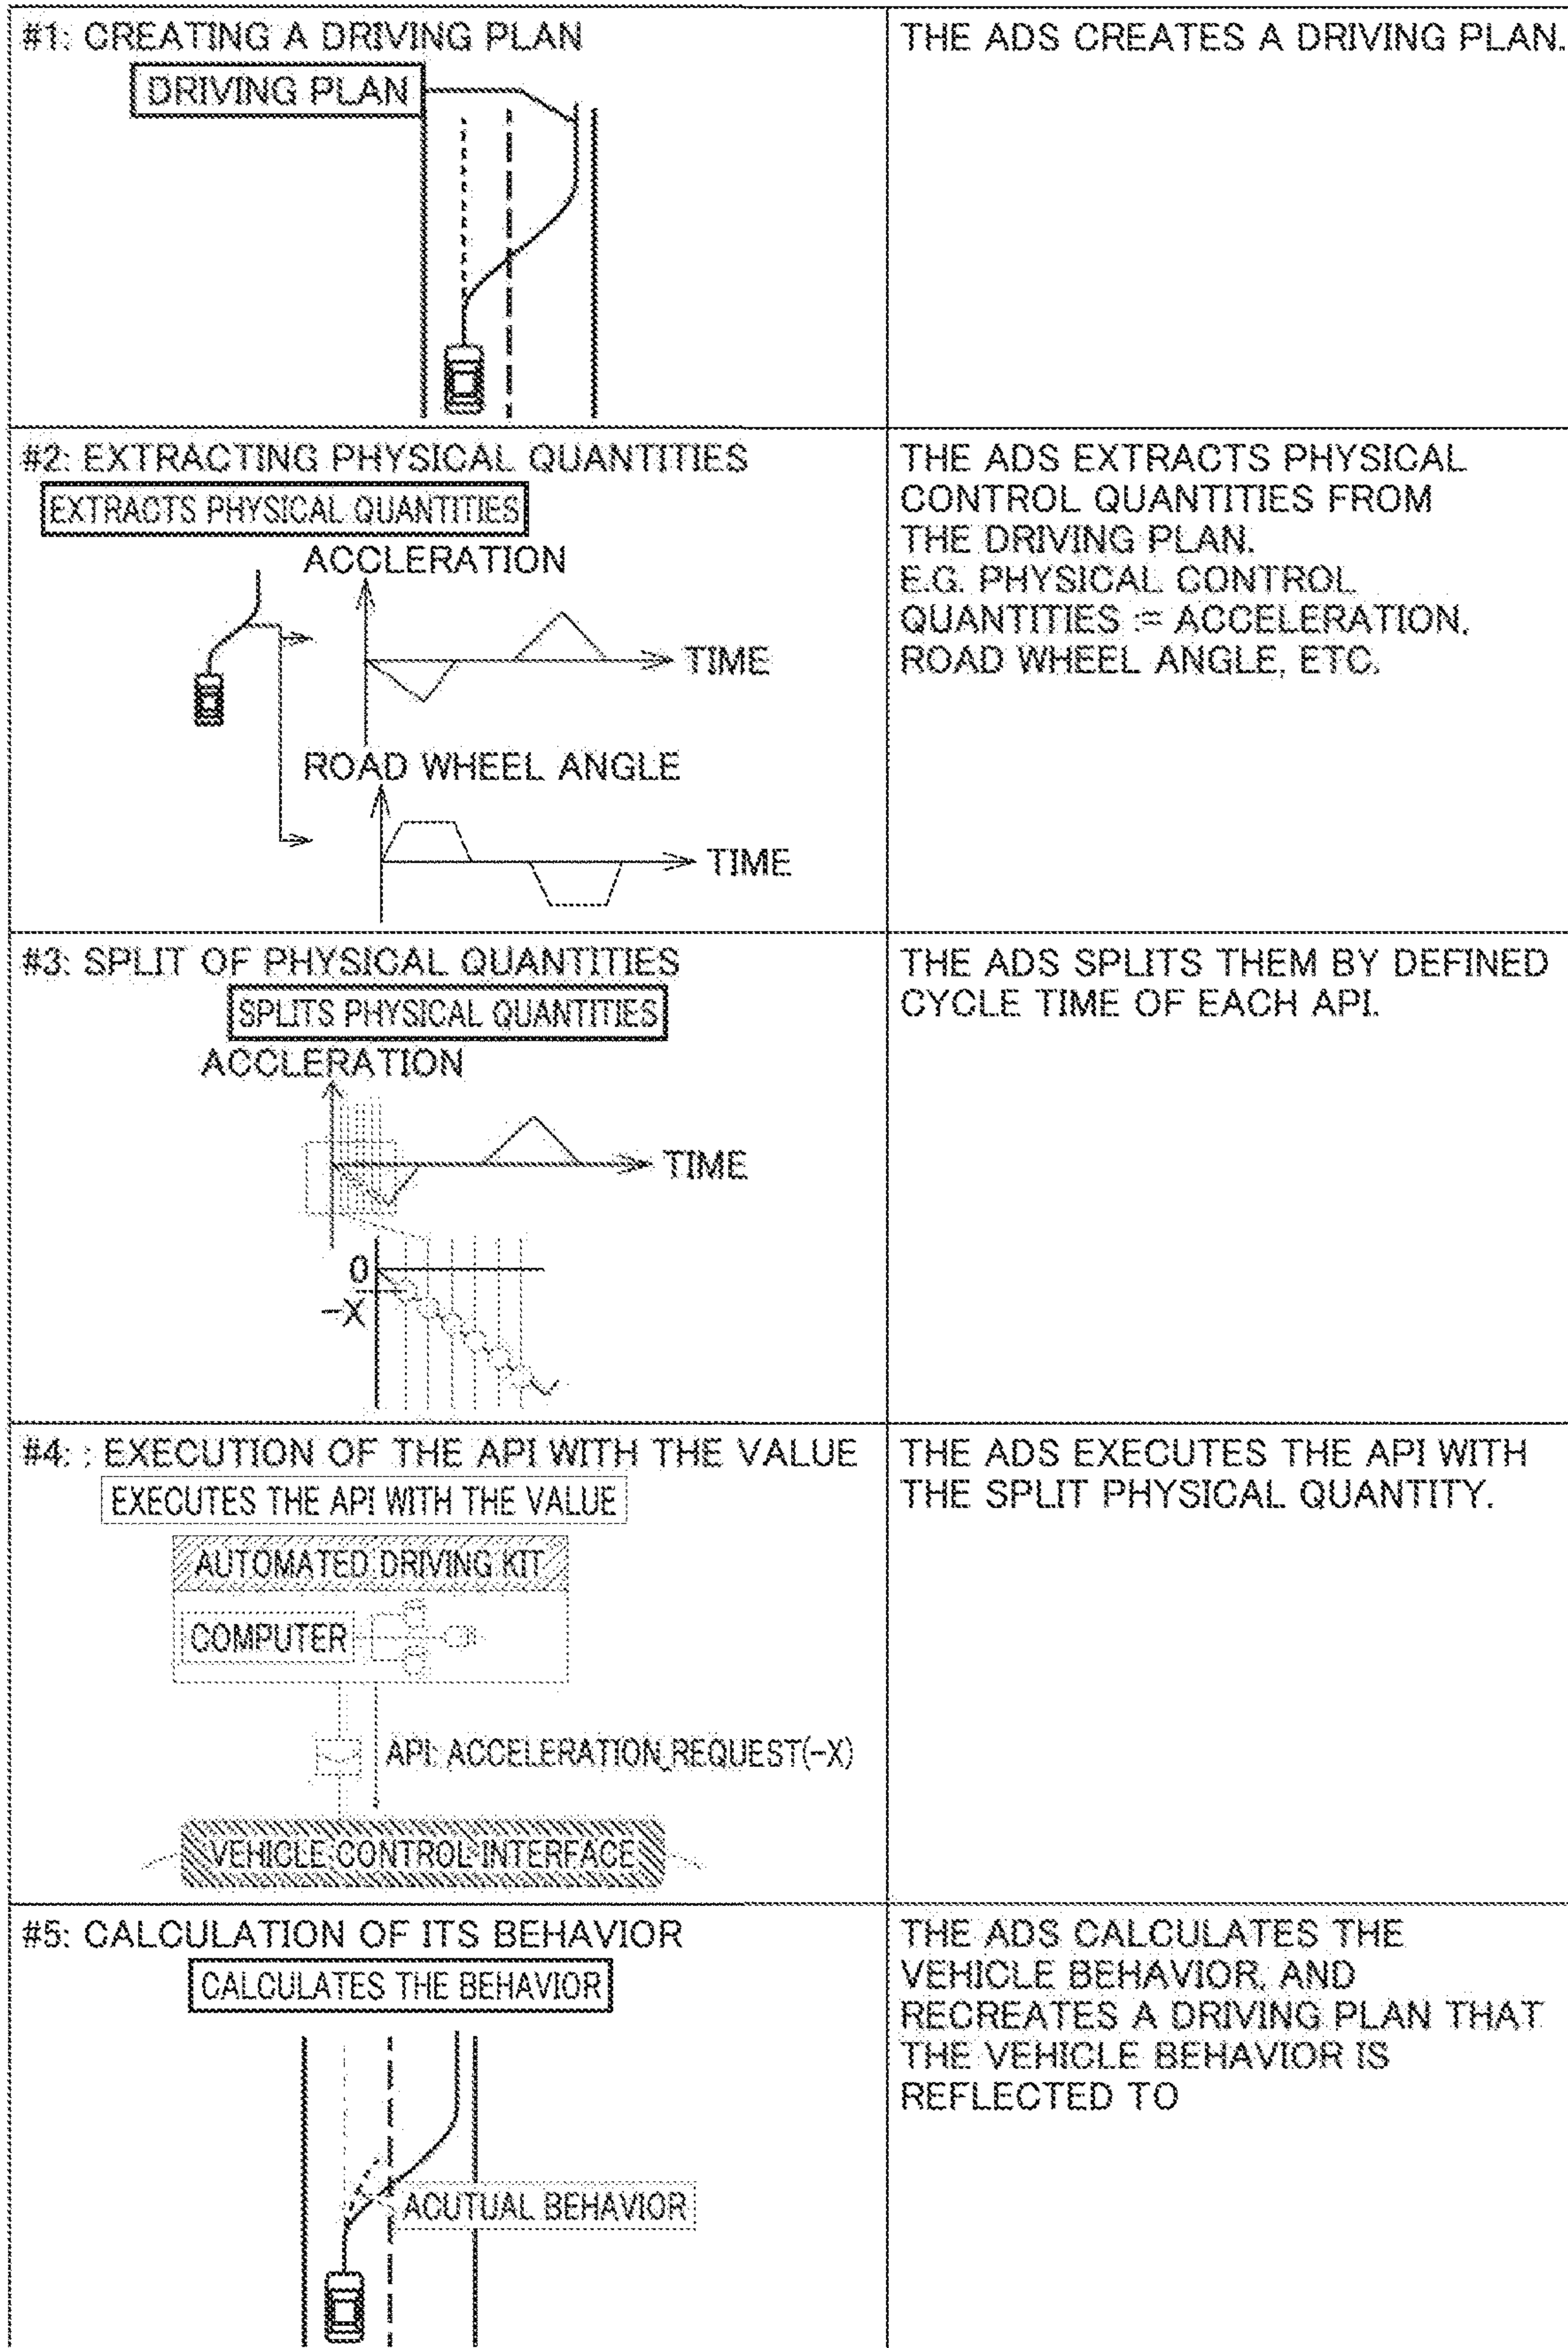 #1: CREATING A DRIVING PLAN
DRIVING PLAN
THE ADS CREATES A DRIVING PLAN.
#2: EXTRACTING PHYSICAL QUANTITIES
EXTRACTS PHYSICAL QUANTITIES
ACCLERATION
TIME
ROAD WHEEL ANGLE
TIME
THE ADS EXTRACTS PHYSICAL
CONTROL QUANTITIES FROM
THE DRIVING PLAN.
E.G. PHYSICAL CONTROL
QUANTITIES := ACCELERATION,
ROAD WHEEL ANGLE, ETC.
#3: SPLIT OF PHYSICAL QUANTITIES
SPLITS PHYSICAL QUANTITIES
ACCLERATION
TIME
0
-X
THE ADS SPLITS THEM BY DEFINED
CYCLE TIME OF EACH API.
#4: : EXECUTION OF THE API WITH THE VALUE
EXECUTES THE API WITH THE VALUE
AUTOMATED DRIVING KIT
COMPUTER
API: ACCELERATION_REQUEST(-X)
VEHICLE CONTROL INTERFACE
THE ADS EXECUTES THE API WITH
THE SPLIT PHYSICAL QUANTITY.
#5: CALCULATION OF ITS BEHAVIOR
CALCULATES THE BEHAVIOR
ACUTUAL BEHAVIOR
THE ADS CALCULATES THE
VEHICLE BEHAVIOR, AND
RECREATES A DRIVING PLAN THAT
THE VEHICLE BEHAVIOR IS
REFLECTED TO